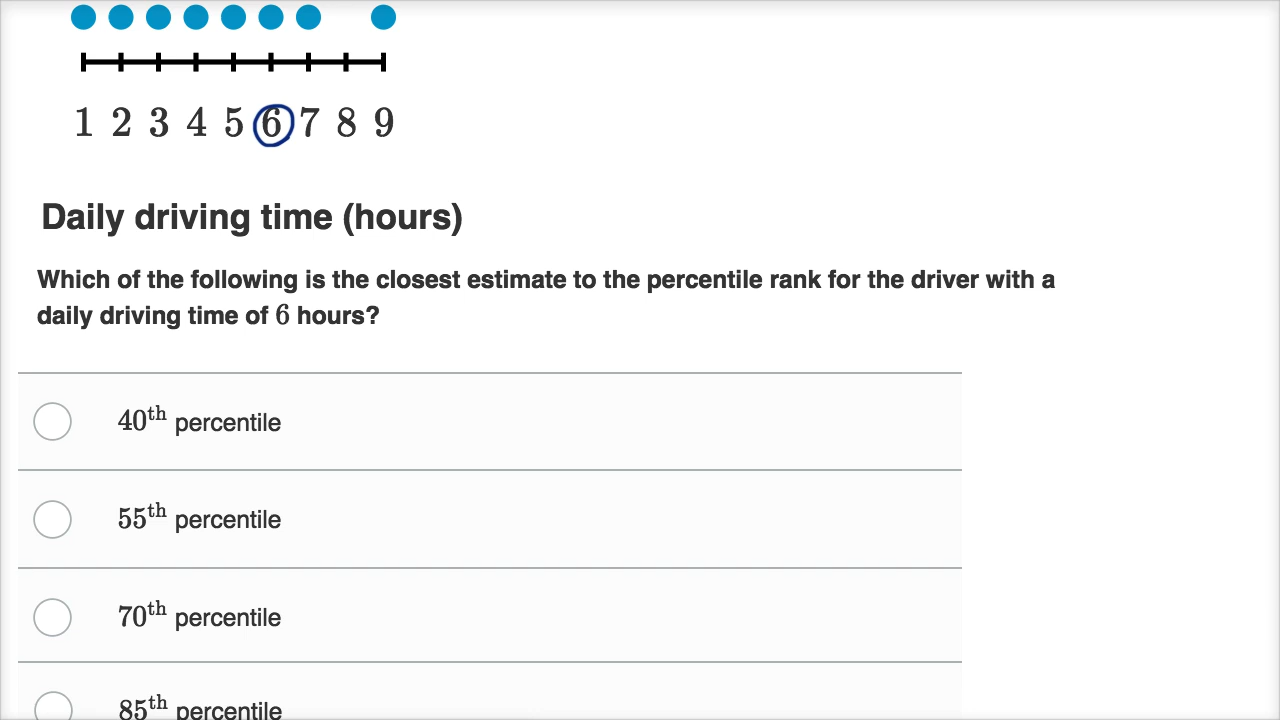 1 2 3 4 5 6 7 8 9
Daily driving time (hours)
Which of the following is the closest estimate to the percentile rank for the driver with a
daily driving time of 6 hours?
40th percentile
55th percentile
70th percentile
85th percentile